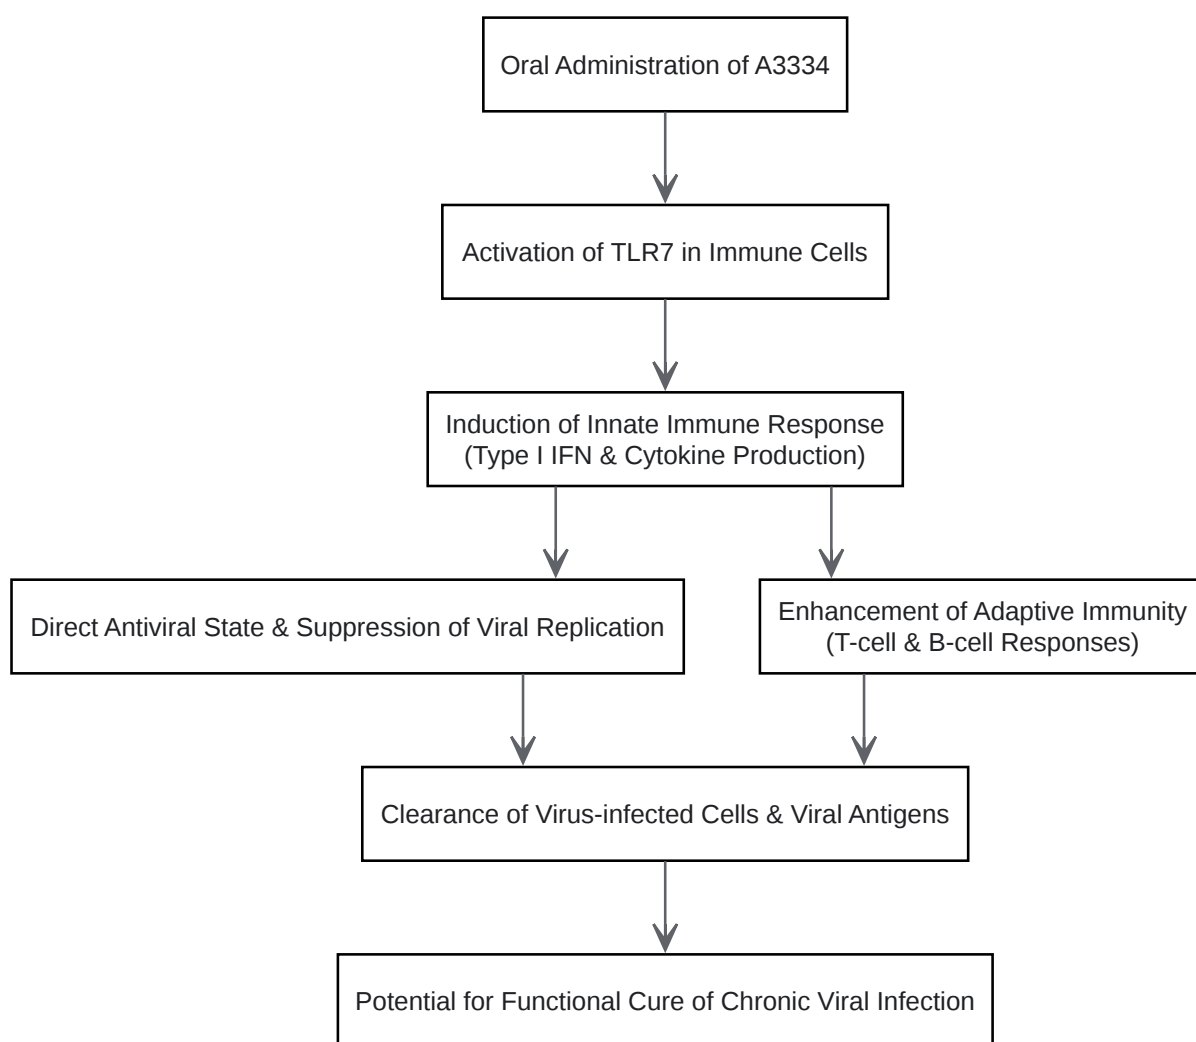 Oral Administration of A3334
Activation of TLR7 in Immune Cells
Induction of Innate Immune Response
(Type I IFN & Cytokine Production)
Direct Antiviral State & Suppression of Viral Replication
Enhancement of Adaptive Immunity
(T-cell & B-cell Responses)
Clearance of Virus-infected Cells & Viral Antigens
Potential for Functional Cure of Chronic Viral Infection